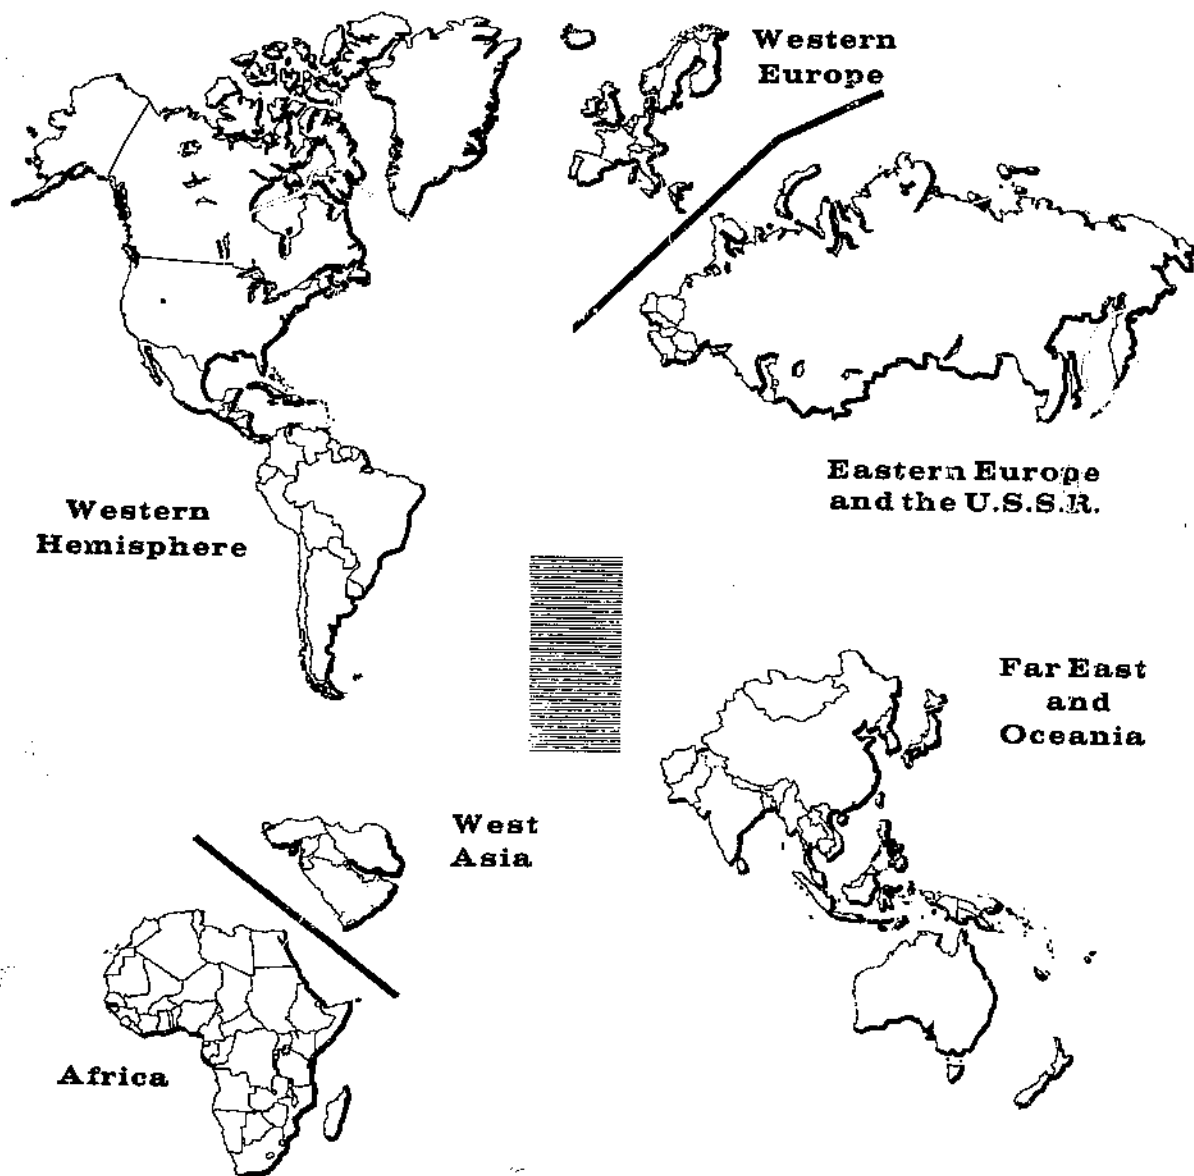 Western
Europe
Eastern Europe
and the U.S.S.R.
Western
Hemisphere
Far East
and
Oceania
West
Asia
Africa